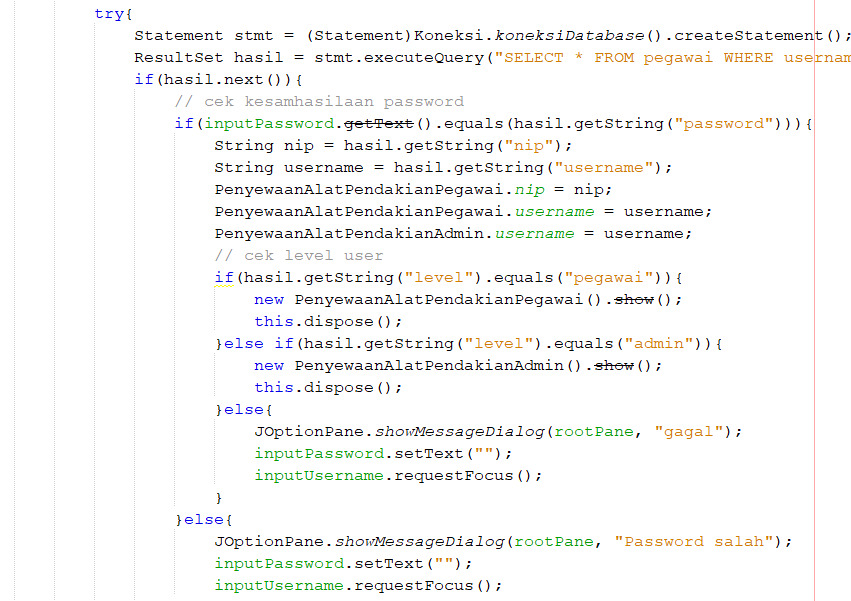 try{
Statement stmt = (Statement)Koneksi.koneksiDatabase().createStatement();
ResultSet hasil = stmt.executeQuery("SELECT * FROM pegawai WHERE usernam
if(hasil.next()){
// cek kesamhasilaan password
if(inputPassword.getText().equals(hasil.getString("password"))){
String nip = hasil.getString("nip");
String username = hasil.getString("username");
PenyewaanAlatPendakianPegawai.nip = nip;
PenyewaanAlatPendakianPegawai.username = username;
PenyewaanAlatPendakianAdmin.username = username;
// cek level user
if(hasil.getString("level").equals("pegawai")){
new PenyewaanAlatPendakianPegawai().show();
this.dispose();
}else if(hasil.getString("level").equals("admin")){
new PenyewaanAlatPendakianAdmin().show();
this.dispose();
}else{
JOptionPane.showMessageDialog(rootPane, "gagal");
inputPassword.setText("");
inputUsername.requestFocus();
}
}else{
JOptionPane.showMessageDialog(rootPane, "Password salah");
inputPassword.setText("");
inputUsername.requestFocus();